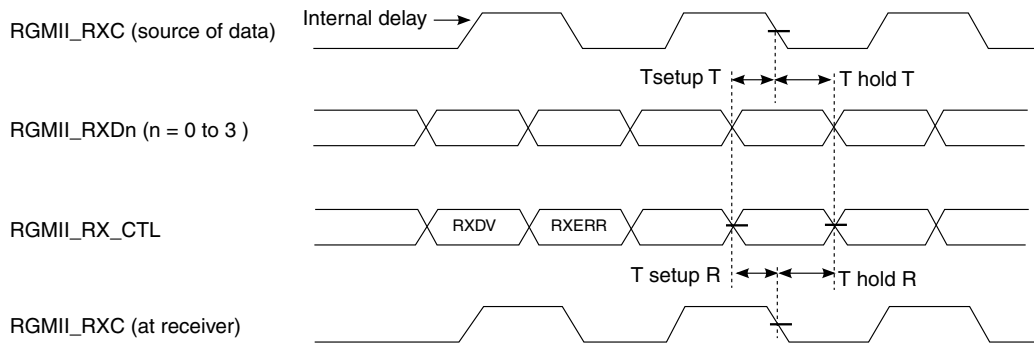 RGMII_RXC (source of data)
Internal delay
Tsetup T
T hold T
RGMII_RXDn (n = 0 to 3 )
RGMII_RX_CTL
RXDV
RXERR
T setup R
T hold R
RGMII_RXC (at receiver)